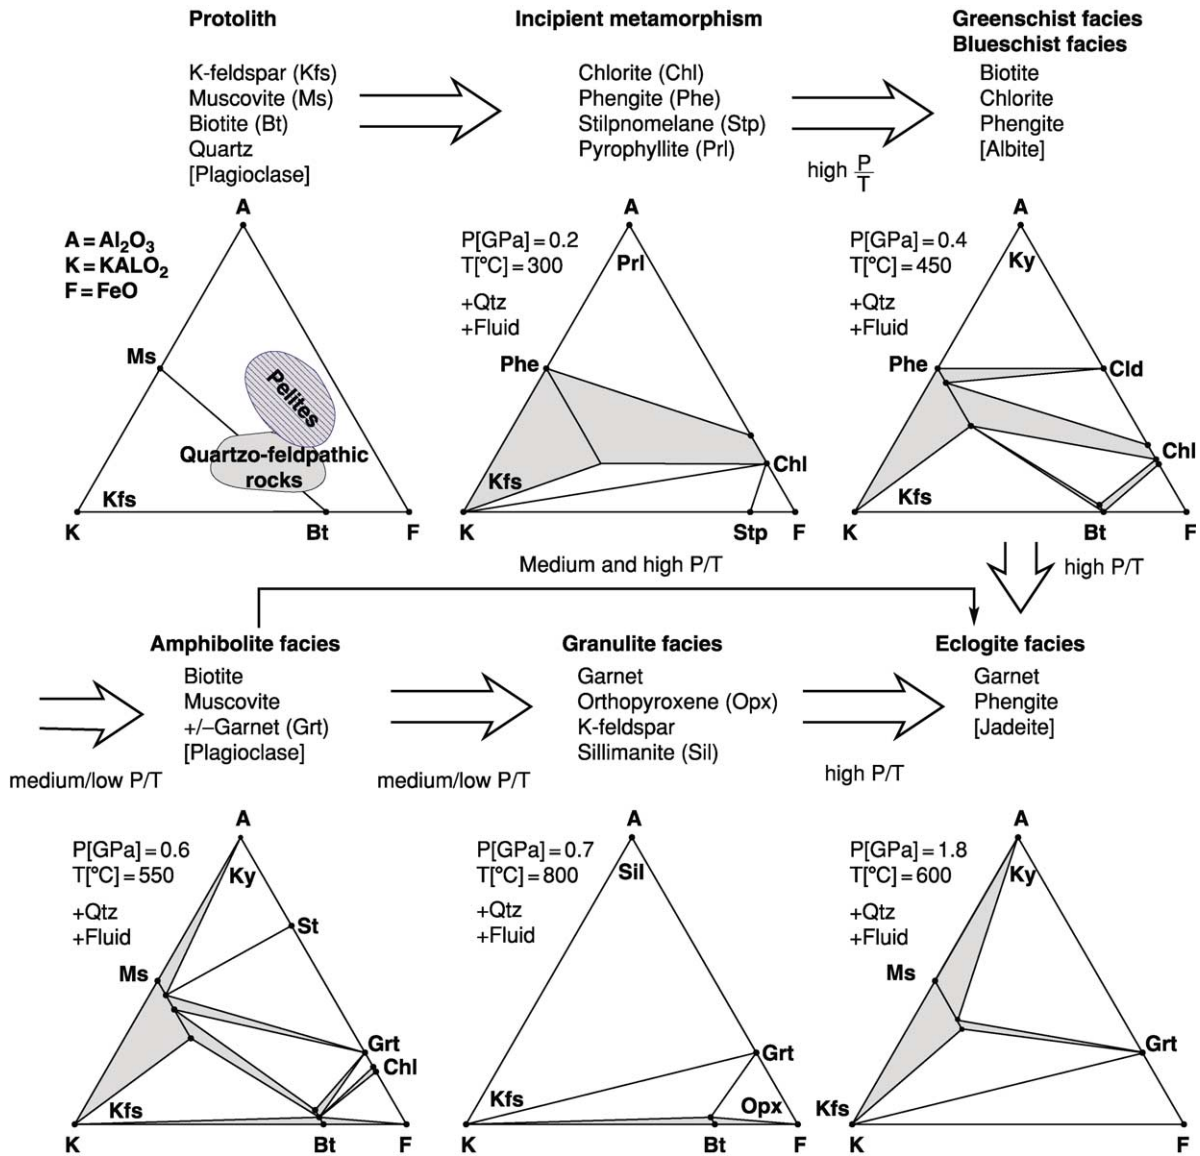 Protolith
K-feldspar (Kfs)
Muscovite (Ms)
Biotite (Bt)
Quartz
[Plagioclase]
Incipient metamorphism
Chlorite (Chl)
Phengite (Phe)
Stilpnomelane (Stp)
Pyrophyllite (Prl)
high P/T
Greenschist facies
Blueschist facies
Biotite
Chlorite
Phengite
[Albite]
A = Al₂O₃
K = KALO₂
F = FeO
A
Ms
Pelites
Quartzo-feldpathic
rocks
Kfs
K
Bt
F
P[GPa] = 0.2
T[°C] = 300
+Qtz
+Fluid
A
Prl
Phe
Chl
Kfs
K
Stp
F
P[GPa] = 0.4
T[°C] = 450
+Qtz
+Fluid
A
Ky
Phe
Cld
Chl
Kfs
K
Bt
F
Medium and high P/T
high P/T
medium/low P/T
Amphibolite facies
Biotite
Muscovite
+/–Garnet (Grt)
[Plagioclase]
medium/low P/T
Granulite facies
Garnet
Orthopyroxene (Opx)
K-feldspar
Sillimanite (Sil)
high P/T
Eclogite facies
Garnet
Phengite
[Jadeite]
P[GPa] = 0.6
T[°C] = 550
+Qtz
+Fluid
A
Ky
St
Ms
Grt
Chl
Kfs
K
Bt
F
P[GPa] = 0.7
T[°C] = 800
+Qtz
+Fluid
A
Sil
Grt
Kfs
Opx
K
Bt
F
P[GPa] = 1.8
T[°C] = 600
+Qtz
+Fluid
A
Ky
Ms
Grt
Kfs
K
F